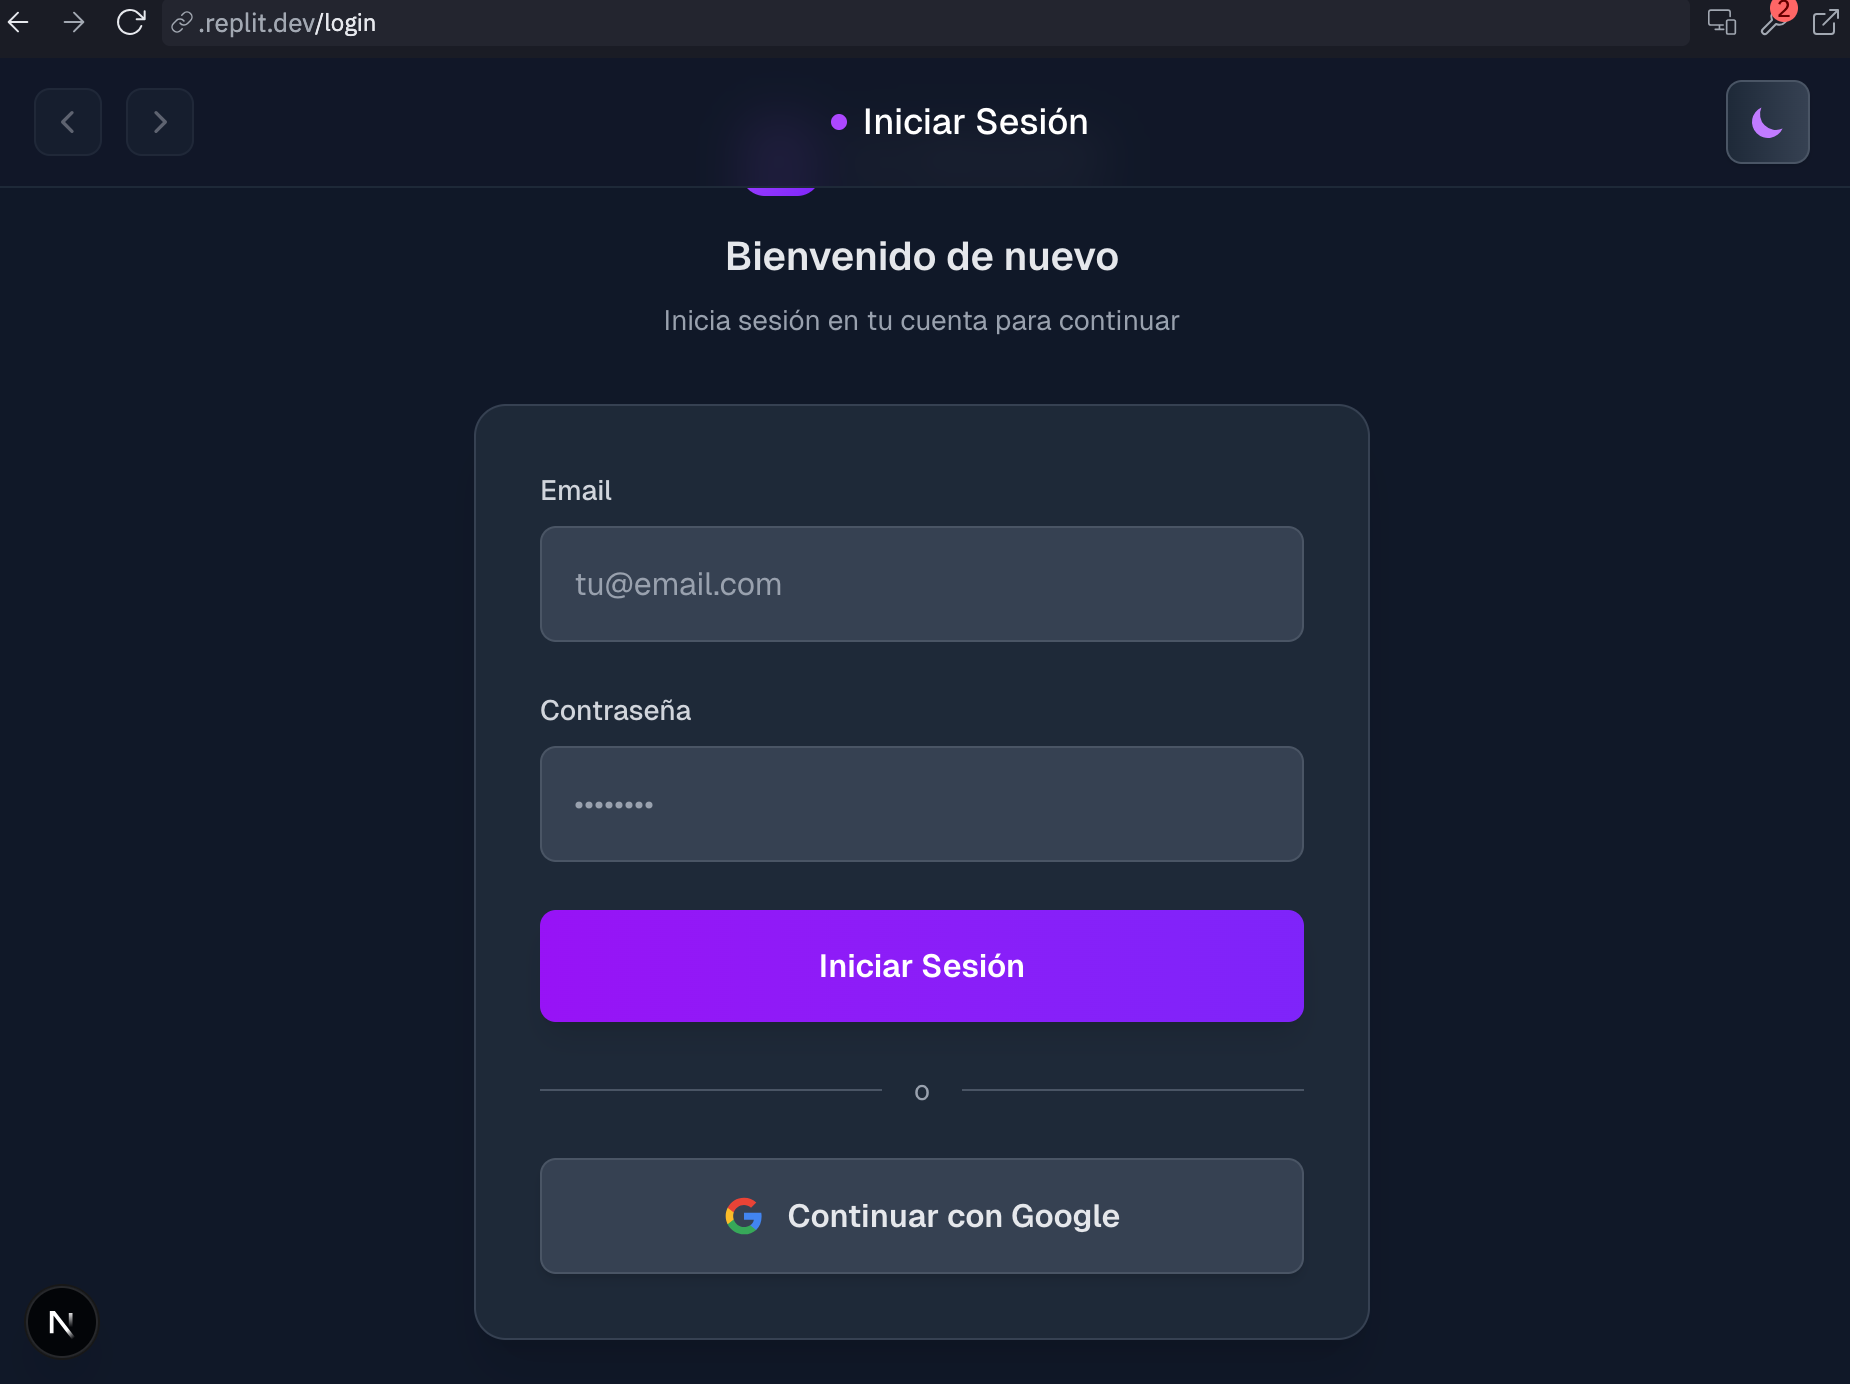 .replit.dev/login
2
Iniciar Sesión
Bienvenido de nuevo
Inicia sesión en tu cuenta para continuar
Email
tu@email.com
Contraseña
••••••••
Iniciar Sesión
o
Continuar con Google
N